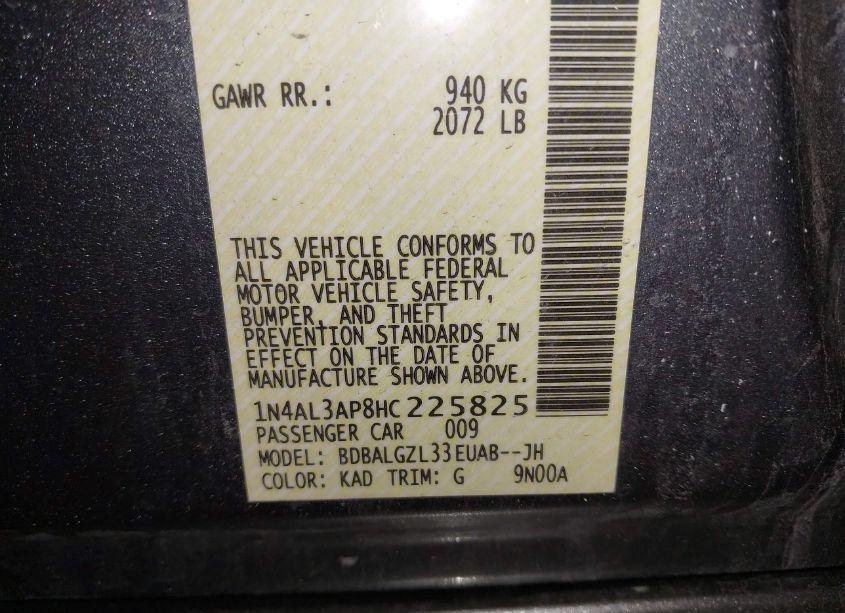 GAWR RR.: 940 KG
2072 LB
THIS VEHICLE CONFORMS TO
ALL APPLICABLE FEDERAL
MOTOR VEHICLE SAFETY,
BUMPER, AND THEFT
PREVENTION STANDARDS IN
EFFECT ON THE DATE OF
MANUFACTURE SHOWN ABOVE.
1N4AL3AP8HC225825
PASSENGER CAR 009
MODEL: BDBALGZL33EUAB--JH
COLOR: KAD TRIM: G 9N00A